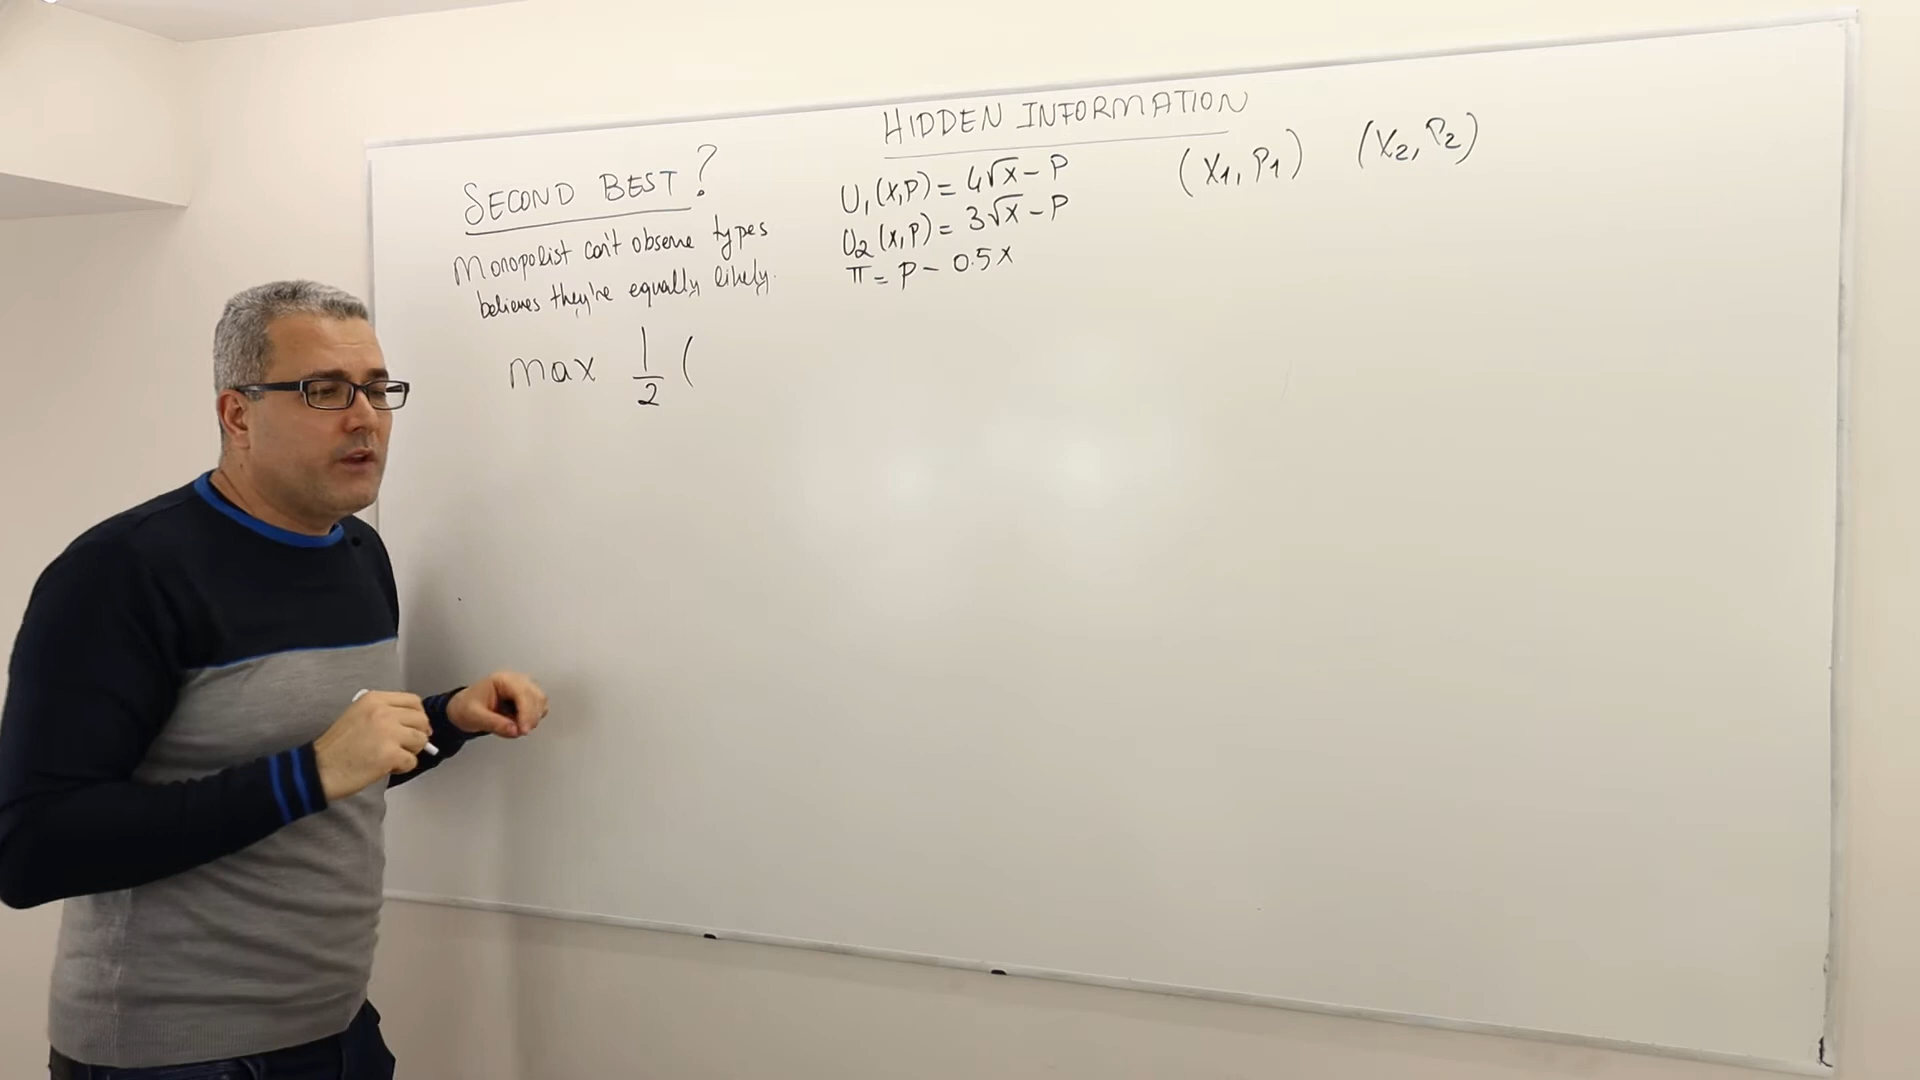 HIDDEN INFORMATION
SECOND BEST?
Monopolist can't observe types
believes they're equally likely.
max 1/2 (
U₁(x,p) = 4√x - P
U₂(x,p) = 3√x - P
π = P - 0.5x
(X₁, P₁) (X₂, P₂)